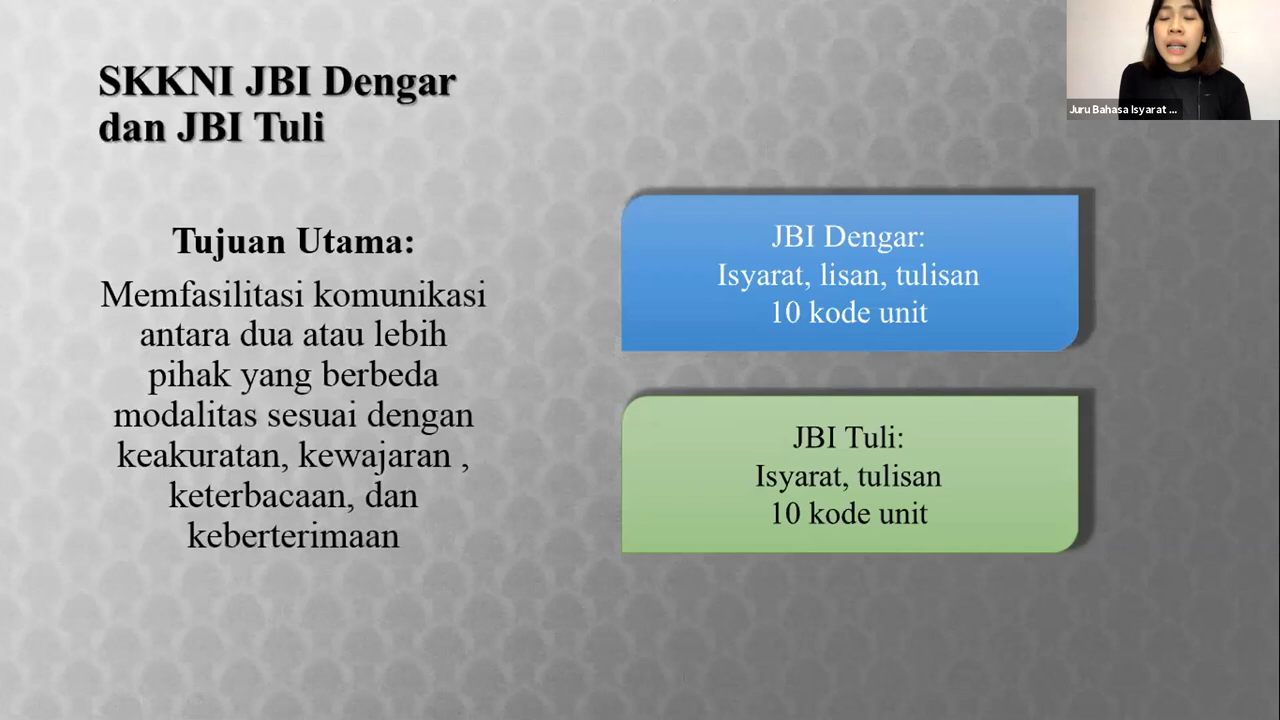 SKKNI JBI Dengar
dan JBI Tuli
Tujuan Utama:
Memfasilitasi komunikasi
antara dua atau lebih
pihak yang berbeda
modalitas sesuai dengan
keakuratan, kewajaran ,
keterbacaan, dan
keberterimaan
JBI Dengar:
Isyarat, lisan, tulisan
10 kode unit
JBI Tuli:
Isyarat, tulisan
10 kode unit
Juru Bahasa Isyarat ...